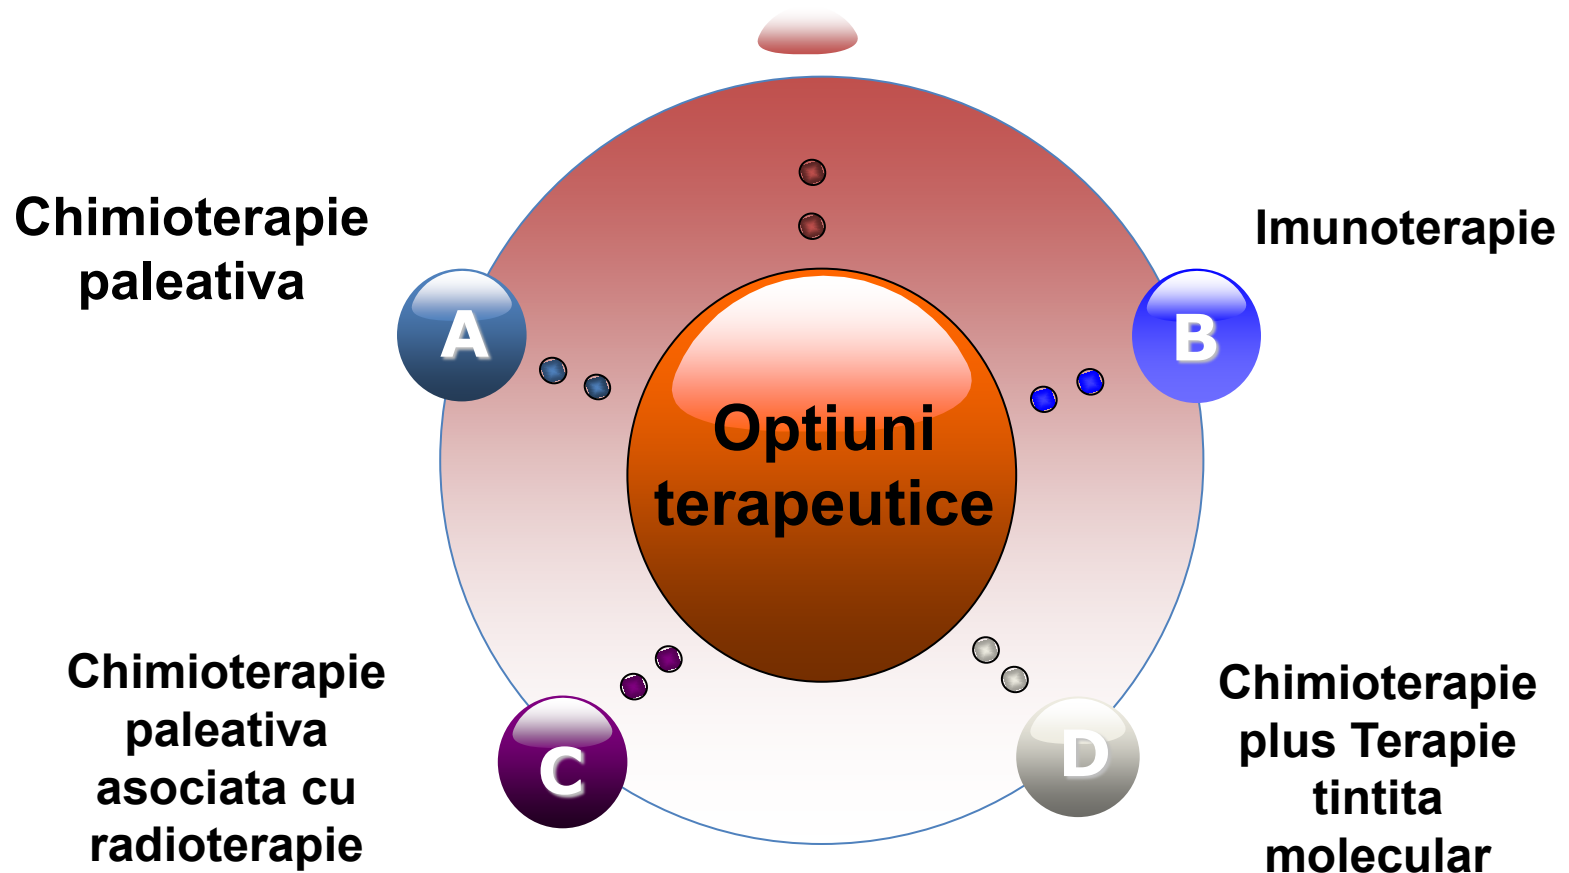 Chimioterapie
paleativa
A
Imunoterapie
B
Optiuni
terapeutice
Chimioterapie
paleativa
asociata cu
radioterapie
C
Chimioterapie
plus Terapie
tintita
molecular
D